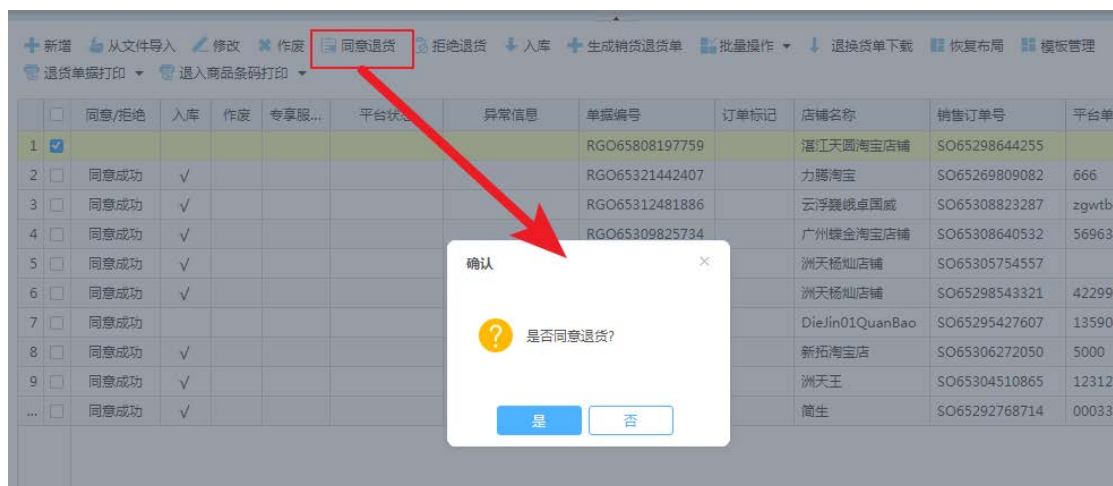 新增 从文件导入 修改 作废 同意退货 拒绝退货 入库 生成销货退货单 批量操作 退换货单下载 恢复布局 模板管理
退货单据打印 退入商品条码打印
同意/拒绝 入库 作废 专享服... 平台状态 异常信息 单据编号 订单标记 店铺名称 销售订单号 平台单
1 RGO65808197759 湛江天圆淘宝店铺 SO65298644255
2 同意成功 √ RGO65321442407 力腾淘宝 SO65269809082 666
3 同意成功 √ RGO65312481886 SO65308823287 zgwtb
4 同意成功 √ RGO65309825734 广州蝶金淘宝店铺 SO65308640532 56963
5 同意成功 √ 洲天杨灿店铺 SO65305754557
6 同意成功 √ 洲天杨灿店铺 SO65298543321 42299
7 同意成功 DieJin01QuanBao SO65295427607 13590
8 同意成功 √ 新拓淘宝店 SO65306272050 5000
9 同意成功 √ 洲天王 SO65304510865 12312
... 同意成功 √ 简生 SO65292768714 00033
确认
是否同意退货?
是 否